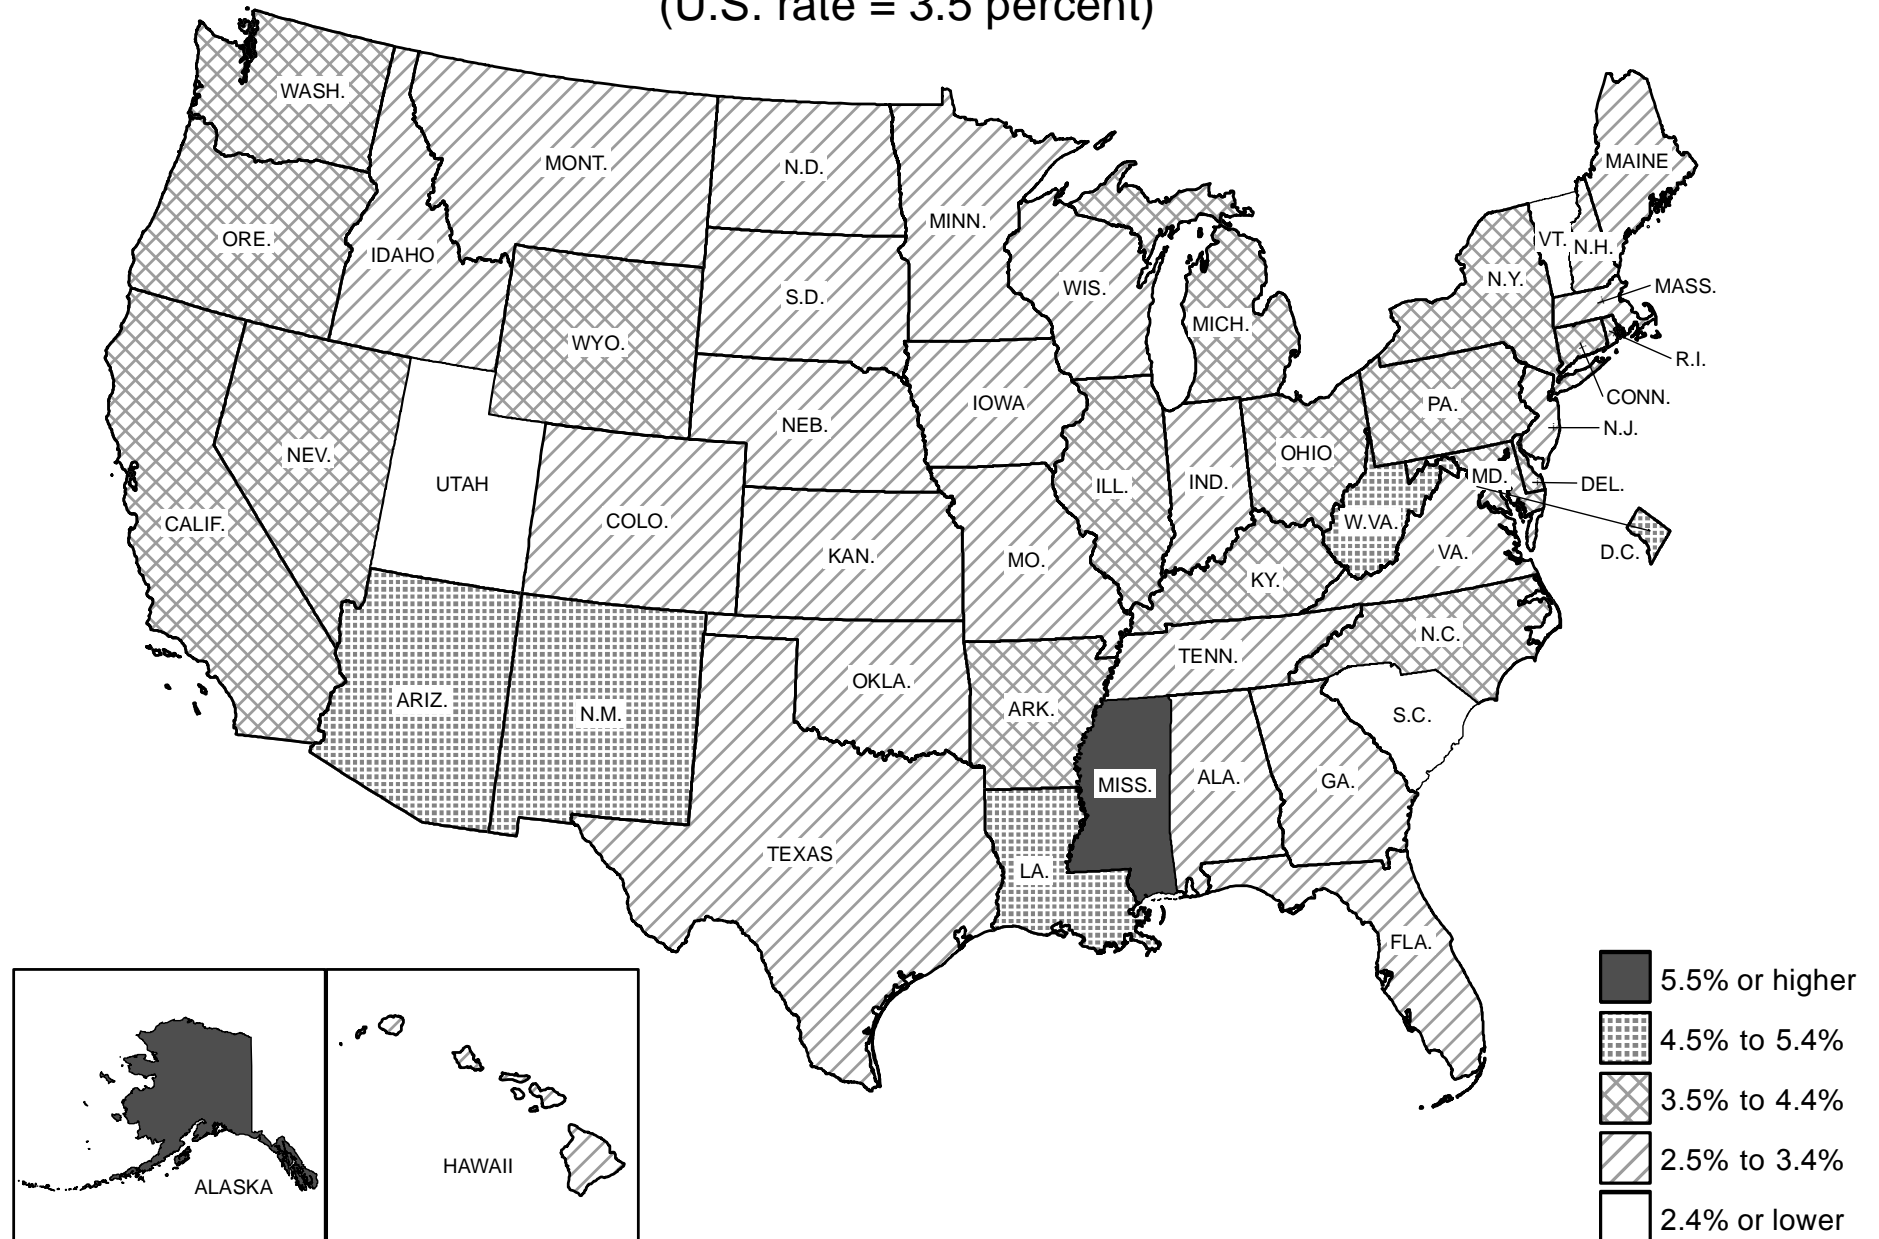 (U.S. rate = 3.5 percent)
WASH.
MONT.
N.D.
MINN.
MAINE
ORE.
IDAHO
VT.
N.H.
S.D.
WIS.
N.Y.
MASS.
WYO.
MICH.
R.I.
CONN.
IOWA
PA.
N.J.
NEB.
NEV.
UTAH
OHIO
ILL.
IND.
MD.
DEL.
CALIF.
COLO.
W.VA.
D.C.
KAN.
MO.
VA.
KY.
N.C.
TENN.
OKLA.
ARIZ.
N.M.
ARK.
S.C.
MISS.
ALA.
GA.
TEXAS
LA.
FLA.
ALASKA
HAWAII
5.5% or higher
4.5% to 5.4%
3.5% to 4.4%
2.5% to 3.4%
2.4% or lower